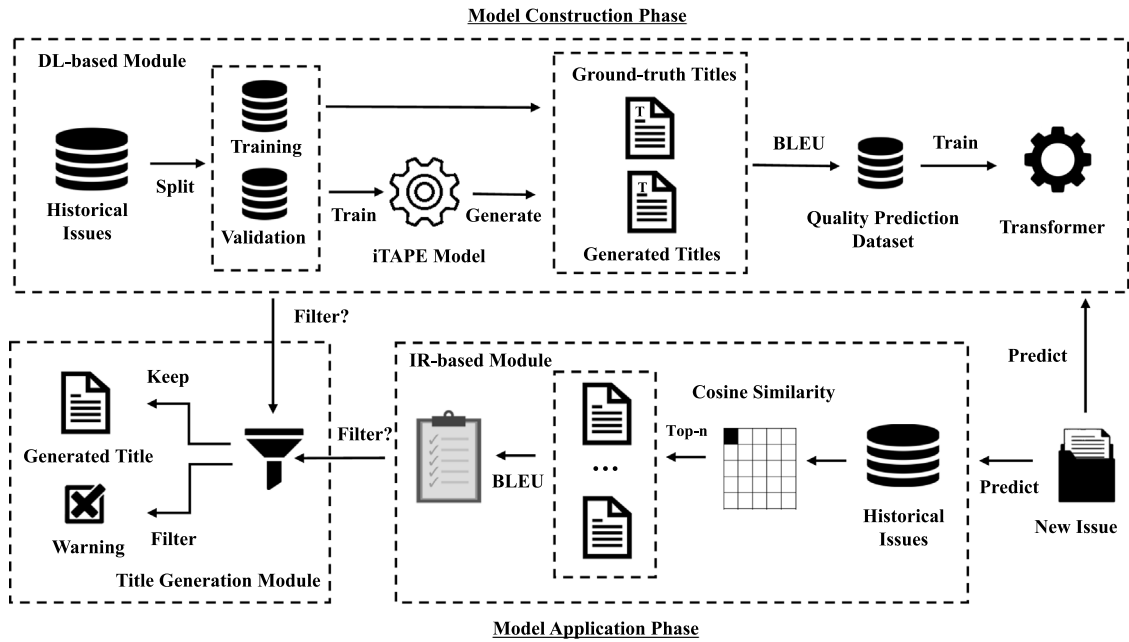 Model Construction Phase
DL-based Module
Historical
Issues
Split
Training
Validation
Train
iTAPE Model
Generate
Ground-truth Titles
T
T
Generated Titles
BLEU
Quality Prediction
Dataset
Train
Transformer
Filter?
Keep
Generated Title
Warning
Filter
Title Generation Module
Filter?
IR-based Module
BLEU
...
Top-n
Cosine Similarity
Historical
Issues
Predict
Predict
New Issue
Model Application Phase